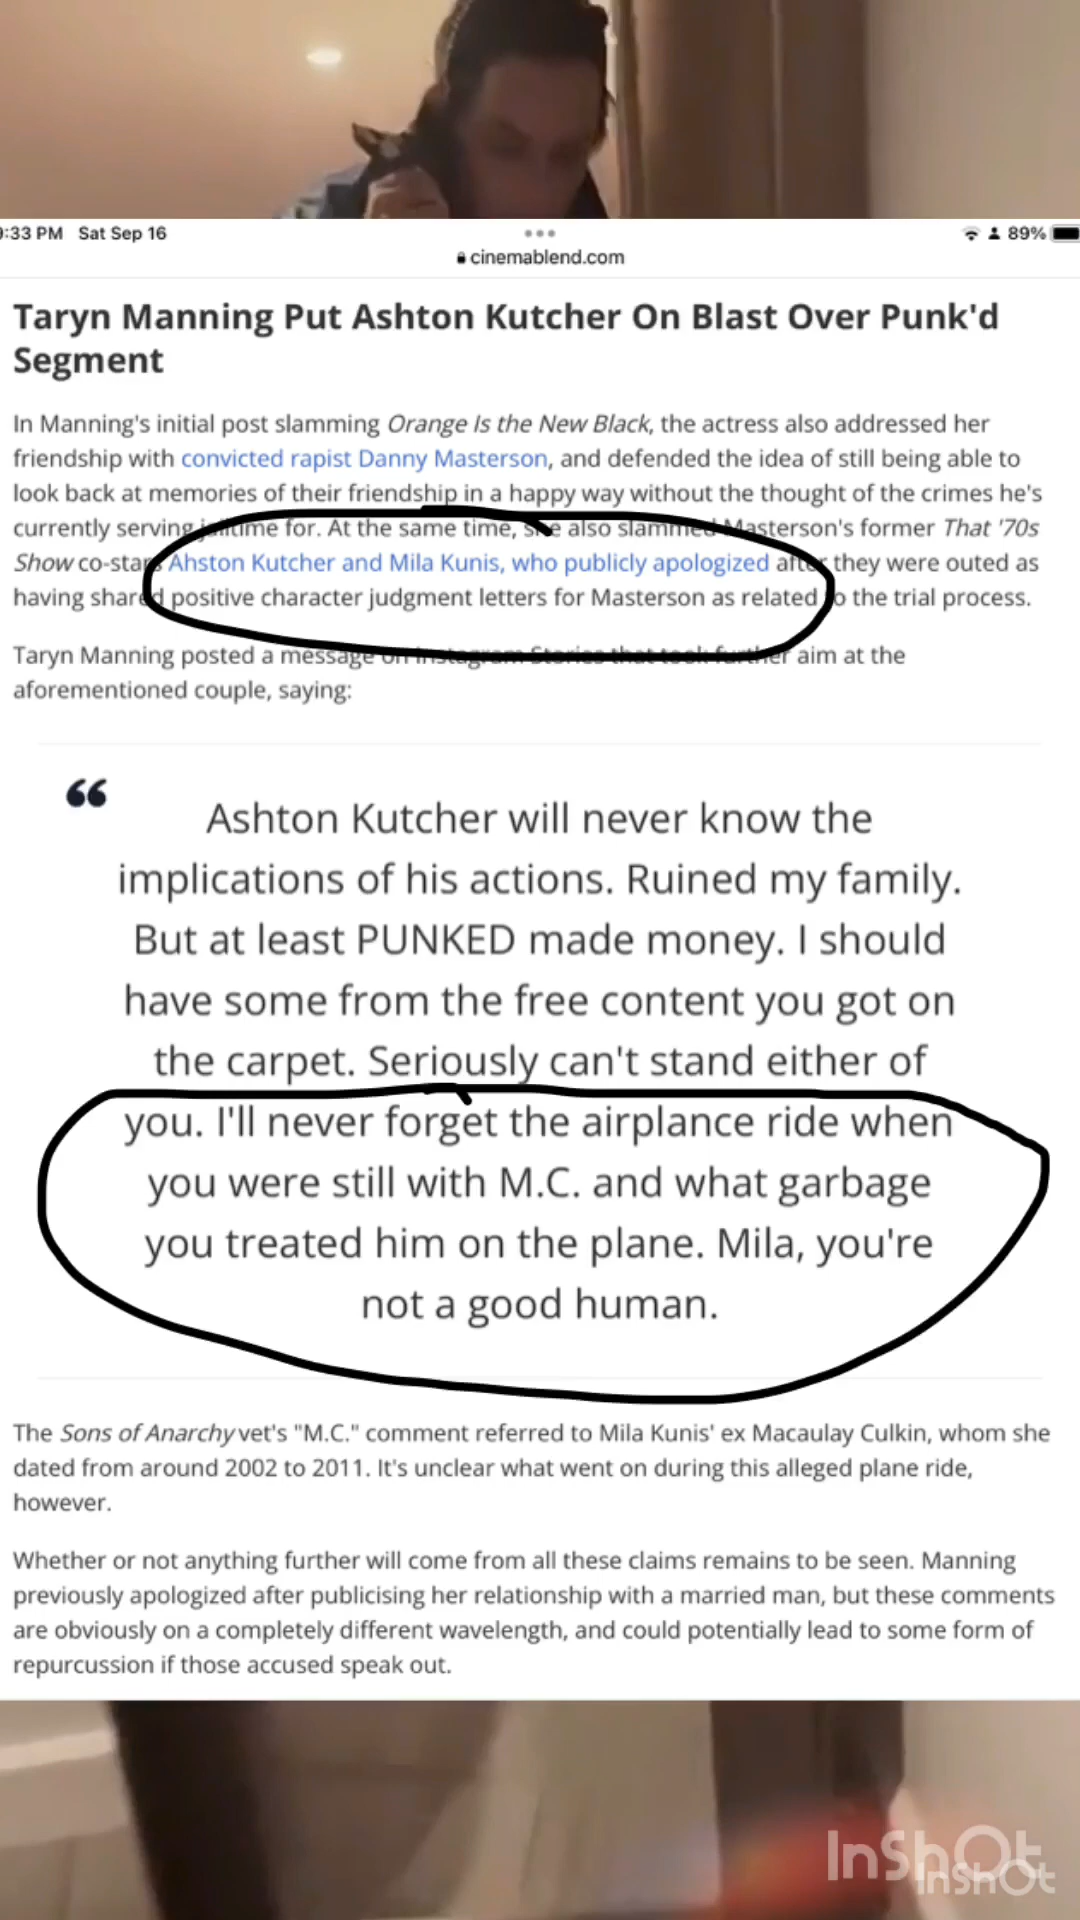 9:33 PM Sat Sep 16
89%
cinemablend.com
Taryn Manning Put Ashton Kutcher On Blast Over Punk'd
Segment
In Manning's initial post slamming Orange Is the New Black, the actress also addressed her
friendship with convicted rapist Danny Masterson, and defended the idea of still being able to
look back at memories of their friendship in a happy way without the thought of the crimes he's
currently serving jailtime for. At the same time, she also slammed Masterson's former That '70s
Show co-stars Ahston Kutcher and Mila Kunis, who publicly apologized after they were outed as
having shared positive character judgment letters for Masterson as related to the trial process.
Taryn Manning posted a message on Instagram Stories that took further aim at the
aforementioned couple, saying:
“
Ashton Kutcher will never know the
implications of his actions. Ruined my family.
But at least PUNKED made money. I should
have some from the free content you got on
the carpet. Seriously can't stand either of
you. I'll never forget the airplance ride when
you were still with M.C. and what garbage
you treated him on the plane. Mila, you're
not a good human.
The Sons of Anarchy vet's "M.C." comment referred to Mila Kunis' ex Macaulay Culkin, whom she
dated from around 2002 to 2011. It's unclear what went on during this alleged plane ride,
however.
Whether or not anything further will come from all these claims remains to be seen. Manning
previously apologized after publicising her relationship with a married man, but these comments
are obviously on a completely different wavelength, and could potentially lead to some form of
repurcussion if those accused speak out.
InShOt
InShOt